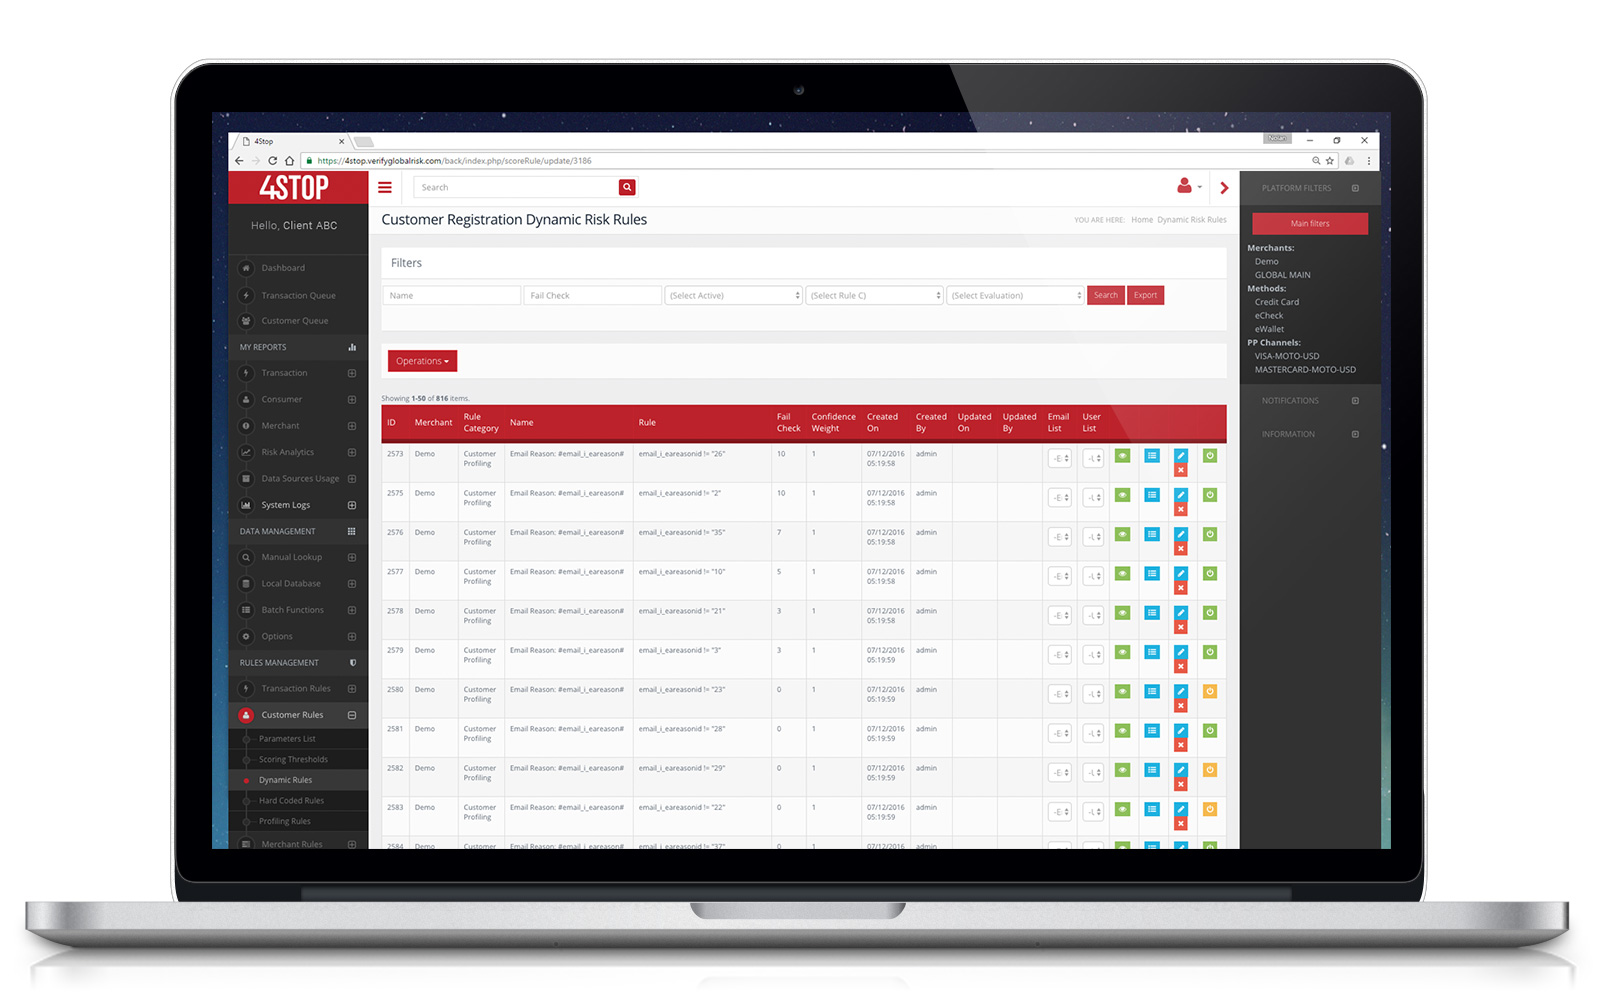 4Stop
https://4stop.verifyglobalrisk.com/back/index.php/scoreRule/update/3186
4STOP
Search
Hello, Client ABC
Customer Registration Dynamic Risk Rules
YOU ARE HERE: Home Dynamic Risk Rules
Dashboard
Transaction Queue
Customer Queue
MY REPORTS
Transaction
Consumer
Merchant
Risk Analytics
Data Sources Usage
System Logs
DATA MANAGEMENT
Manual Lookup
Local Database
Batch Functions
Options
RULES MANAGEMENT
Transaction Rules
Customer Rules
Parameters List
Scoring Thresholds
Dynamic Rules
Hard Coded Rules
Profiling Rules
Merchant Rules
Filters
Name Fail Check (Select Active) (Select Rule C) (Select Evaluation) Search Export
Operations
Showing 1-50 of 816 items.
ID Merchant Rule Category Name Rule Fail Check Confidence Weight Created On Created By Updated On Updated By Email List User List
2573 Demo Customer Profiling Email Reason: #email_i_eareason# email_i_eareasonid != "26" 10 1 07/12/2016 05:19:58 admin
2575 Demo Customer Profiling Email Reason: #email_i_eareason# email_i_eareasonid != "2" 10 1 07/12/2016 05:19:58 admin
2576 Demo Customer Profiling Email Reason: #email_i_eareason# email_i_eareasonid != "35" 7 1 07/12/2016 05:19:58 admin
2577 Demo Customer Profiling Email Reason: #email_i_eareason# email_i_eareasonid != "10" 5 1 07/12/2016 05:19:58 admin
2578 Demo Customer Profiling Email Reason: #email_i_eareason# email_i_eareasonid != "21" 3 1 07/12/2016 05:19:58 admin
2579 Demo Customer Profiling Email Reason: #email_i_eareason# email_i_eareasonid != "3" 3 1 07/12/2016 05:19:59 admin
2580 Demo Customer Profiling Email Reason: #email_i_eareason# email_i_eareasonid != "23" 0 1 07/12/2016 05:19:59 admin
2581 Demo Customer Profiling Email Reason: #email_i_eareason# email_i_eareasonid != "28" 0 1 07/12/2016 05:19:59 admin
2582 Demo Customer Profiling Email Reason: #email_i_eareason# email_i_eareasonid != "29" 0 1 07/12/2016 05:19:59 admin
2583 Demo Customer Profiling Email Reason: #email_i_eareason# email_i_eareasonid != "22" 0 1 07/12/2016 05:19:59 admin
2584 Demo Customer Email Reason: #email_i_eareason# email_i_eareasonid != "37" 0 1 07/12/2016 admin
PLATFORM FILTERS
Main filters
Merchants:
Demo
GLOBAL MAIN
Methods:
Credit Card
eCheck
eWallet
PP Channels:
VISA-MOTO-USD
MASTERCARD-MOTO-USD
NOTIFICATIONS
INFORMATION